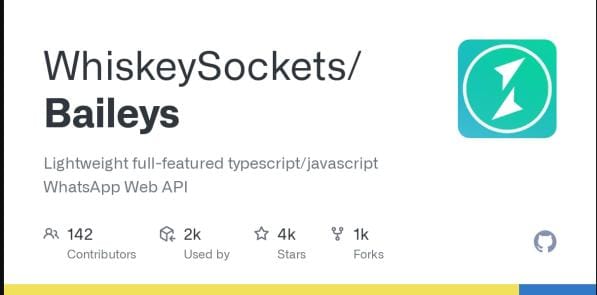 WhiskeySockets/
Baileys
Lightweight full-featured typescript/javascript
WhatsApp Web API
142 2k 4k 1k
Contributors Used by Stars Forks